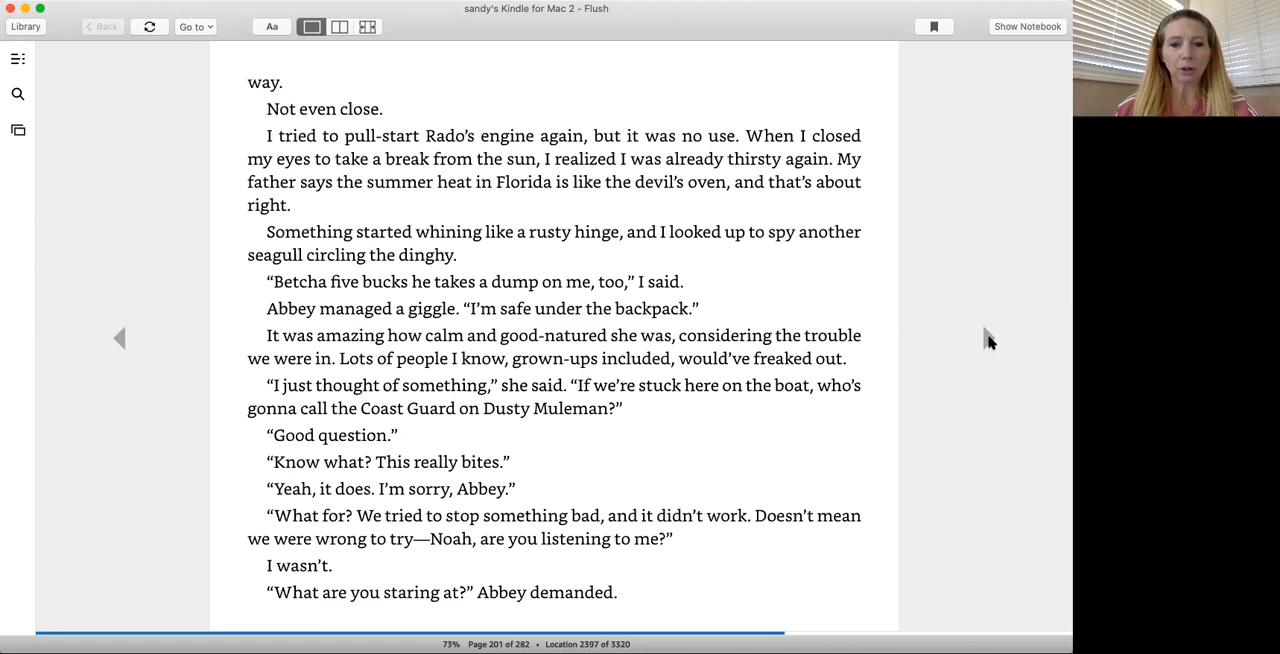 sandy's Kindle for Mac 2 - Flush
Library
Back
Go to
Aa
Show Notebook
way.
Not even close.
I tried to pull-start Rado’s engine again, but it was no use. When I closed
my eyes to take a break from the sun, I realized I was already thirsty again. My
father says the summer heat in Florida is like the devil’s oven, and that’s about
right.
Something started whining like a rusty hinge, and I looked up to spy another
seagull circling the dinghy.
“Betcha five bucks he takes a dump on me, too,” I said.
Abbey managed a giggle. “I’m safe under the backpack.”
It was amazing how calm and good-natured she was, considering the trouble
we were in. Lots of people I know, grown-ups included, would’ve freaked out.
“I just thought of something,” she said. “If we’re stuck here on the boat, who’s
gonna call the Coast Guard on Dusty Muleman?”
“Good question.”
“Know what? This really bites.”
“Yeah, it does. I’m sorry, Abbey.”
“What for? We tried to stop something bad, and it didn’t work. Doesn’t mean
we were wrong to try—Noah, are you listening to me?”
I wasn’t.
“What are you staring at?” Abbey demanded.
73% Page 201 of 282 • Location 2397 of 3320